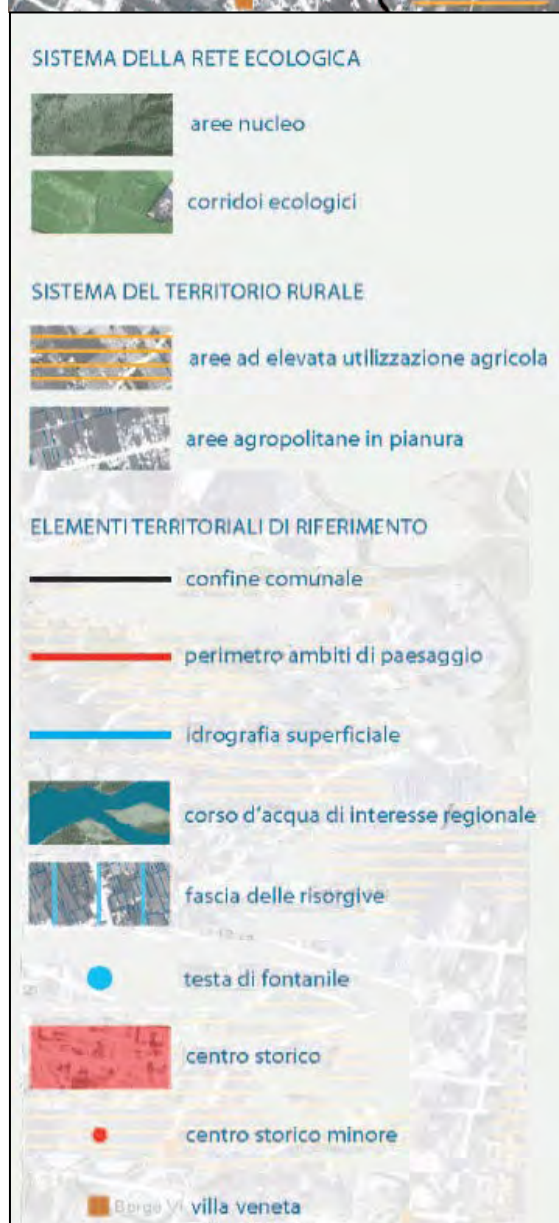 SISTEMA DELLA RETE ECOLOGICA
aree nucleo
corridoi ecologici
SISTEMA DEL TERRITORIO RURALE
aree ad elevata utilizzazione agricola
aree agropolitane in pianura
ELEMENTI TERRITORIALI DI RIFERIMENTO
confine comunale
perimetro ambiti di paesaggio
idrografia superficiale
corso d'acqua di interesse regionale
fascia delle risorgive
testa di fontanile
centro storico
centro storico minore
Borgo villa veneta